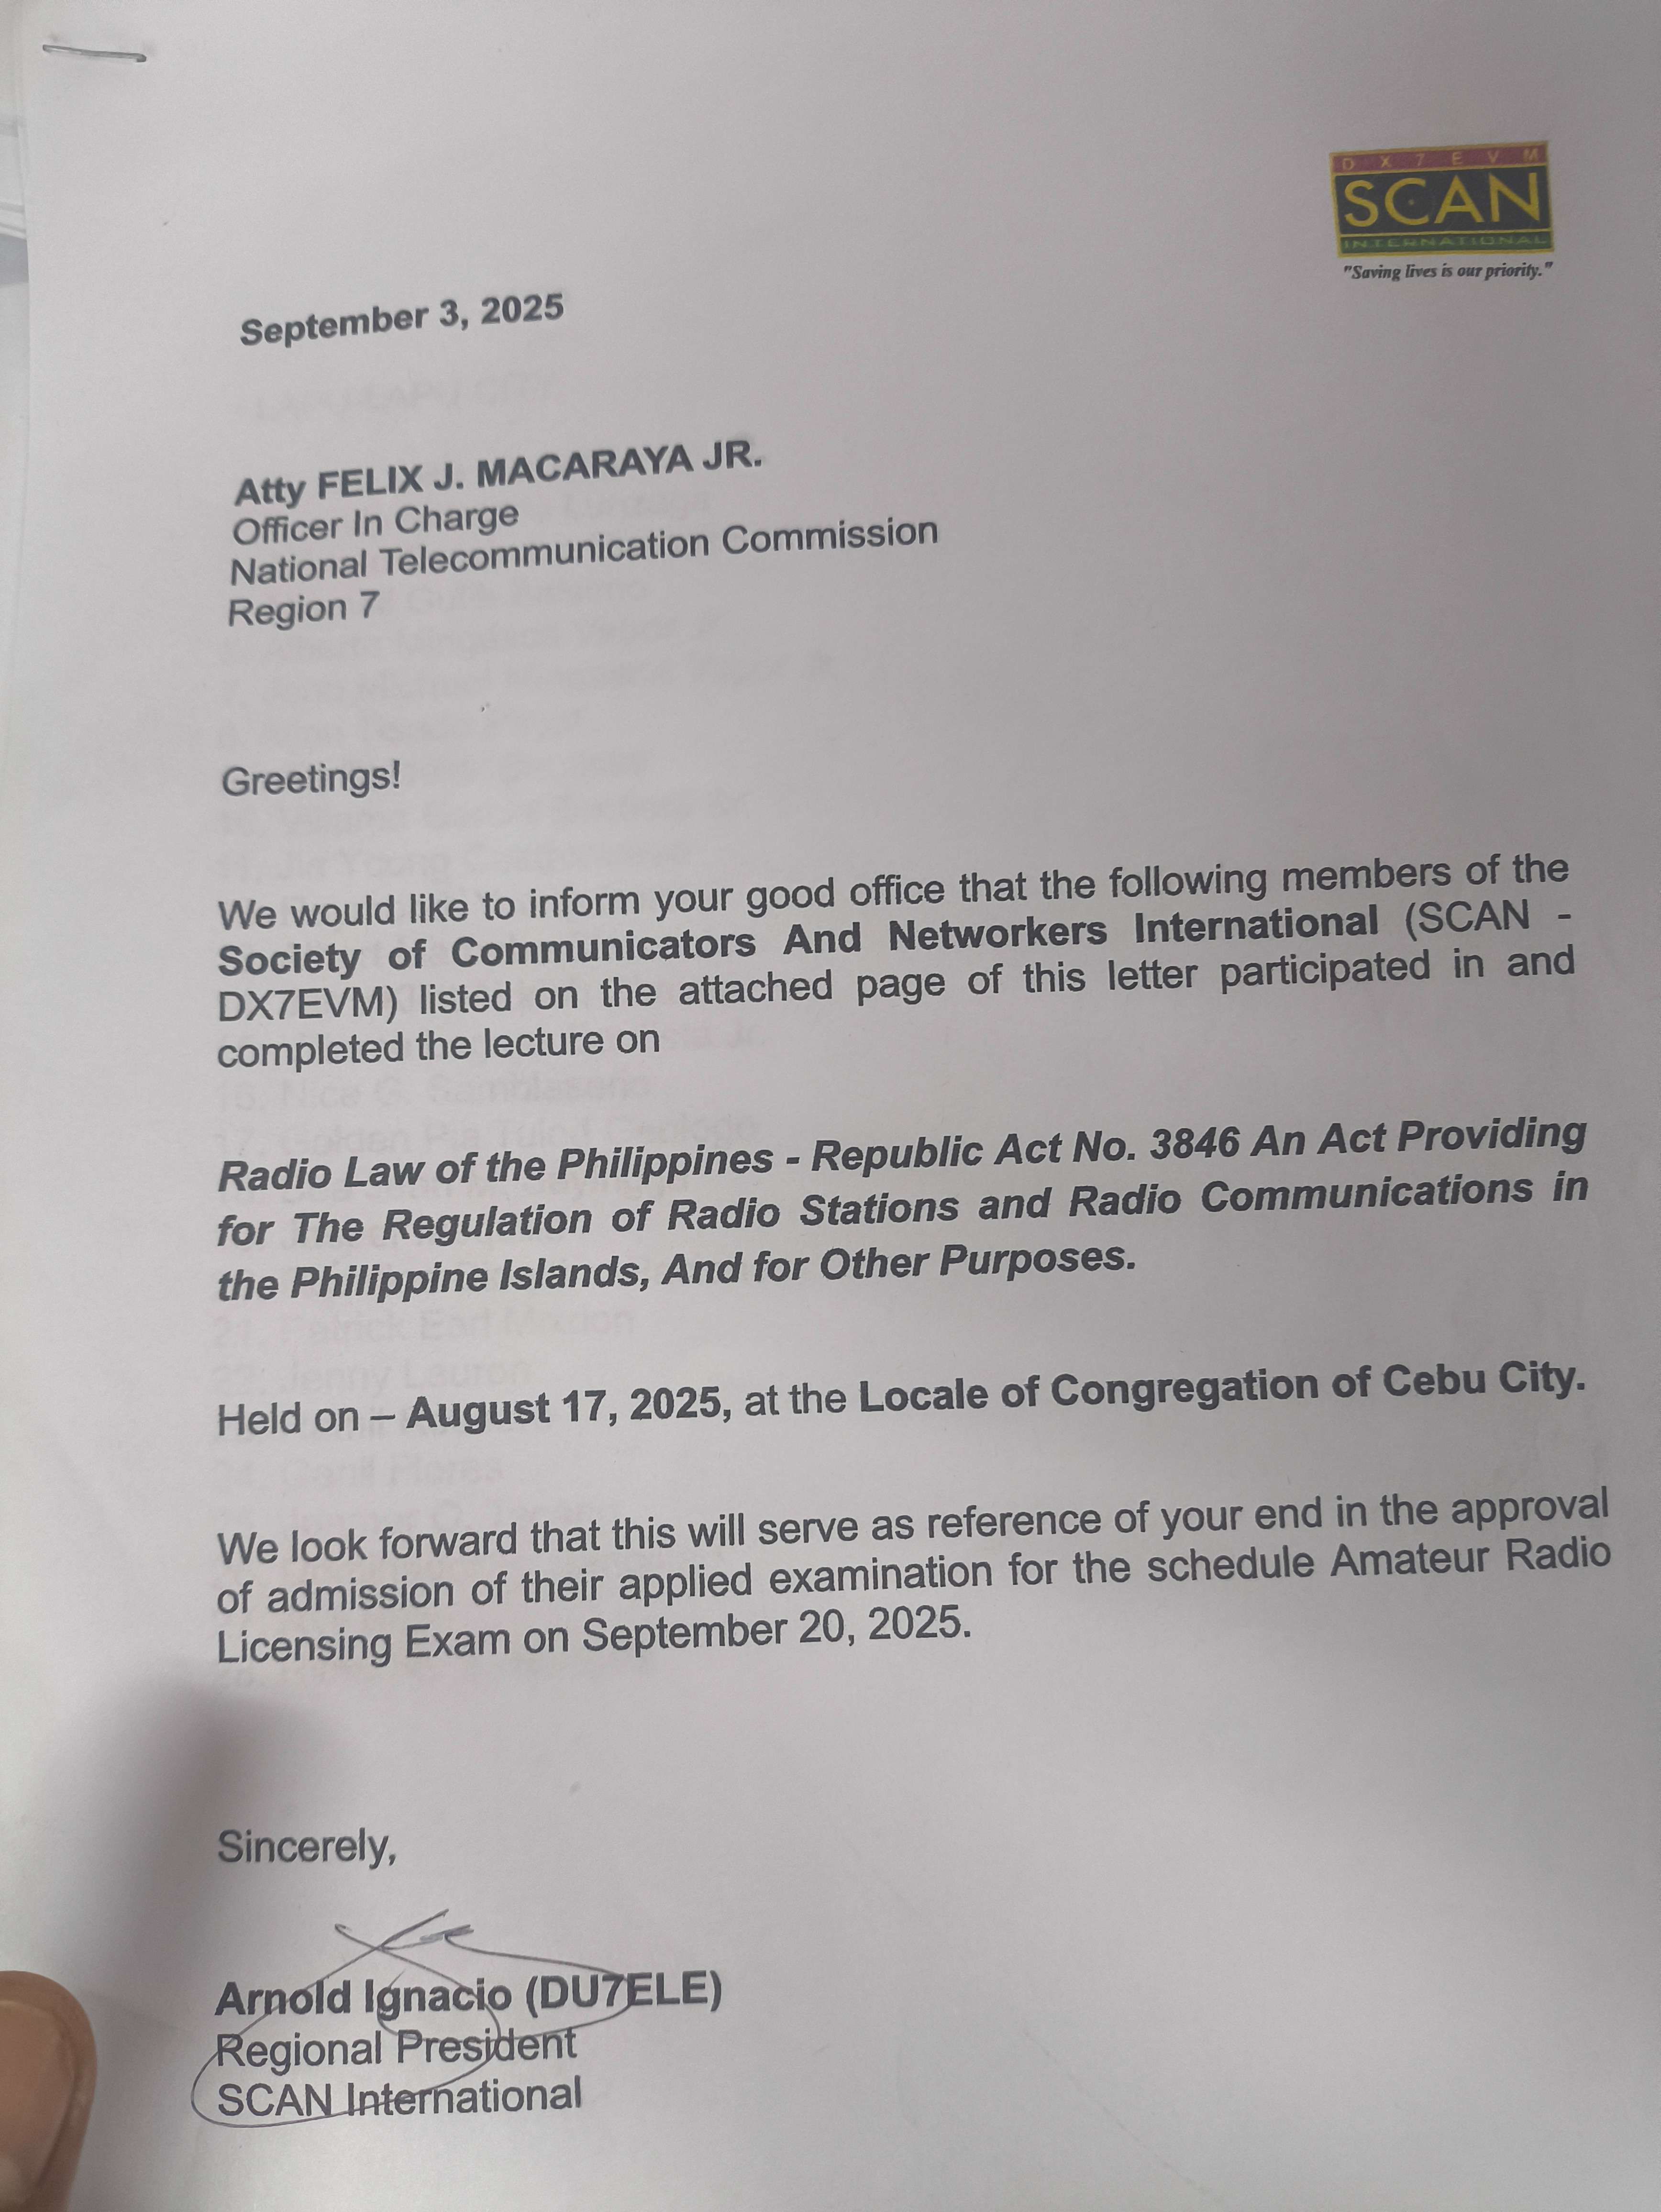 DX7EVM
SCAN
INTERNATIONAL
"Saving lives is our priority."
September 3, 2025
Atty FELIX J. MACARAYA JR.
Officer In Charge
National Telecommunication Commission
Region 7
Greetings!
We would like to inform your good office that the following members of the
Society of Communicators And Networkers International (SCAN -
DX7EVM) listed on the attached page of this letter participated in and
completed the lecture on
Radio Law of the Philippines - Republic Act No. 3846 An Act Providing
for The Regulation of Radio Stations and Radio Communications in
the Philippine Islands, And for Other Purposes.
Held on – August 17, 2025, at the Locale of Congregation of Cebu City.
We look forward that this will serve as reference of your end in the approval
of admission of their applied examination for the schedule Amateur Radio
Licensing Exam on September 20, 2025.
Sincerely,
Arnold Ignacio (DU7ELE)
Regional President
SCAN International